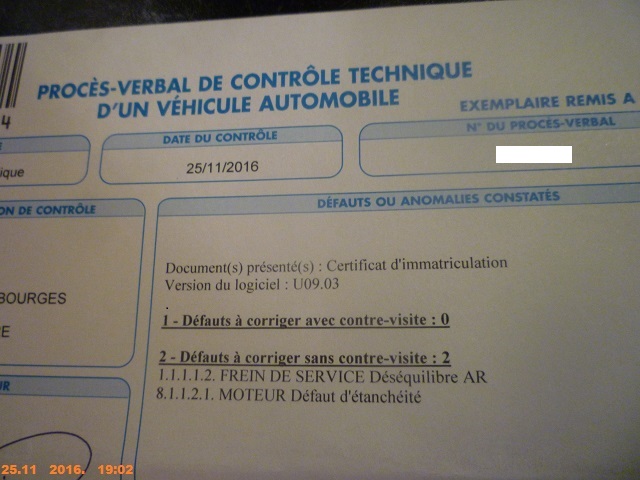 PROCÈS-VERBAL DE CONTRÔLE TECHNIQUE
D'UN VÉHICULE AUTOMOBILE
EXEMPLAIRE REMIS A
4
DATE DU CONTRÔLE
N° DU PROCÈS-VERBAL
ique
25/11/2016
ON DE CONTRÔLE
DÉFAUTS OU ANOMALIES CONSTATÉS
Document(s) présenté(s) : Certificat d'immatriculation
Version du logiciel : U09.03
.
BOURGES
1 - Défauts à corriger avec contre-visite : 0
E
2 - Défauts à corriger sans contre-visite : 2
1.1.1.1.2. FREIN DE SERVICE Déséquilibre AR
UR
8.1.1.2.1. MOTEUR Défaut d'étanchéité
25.11 2016. 19:02